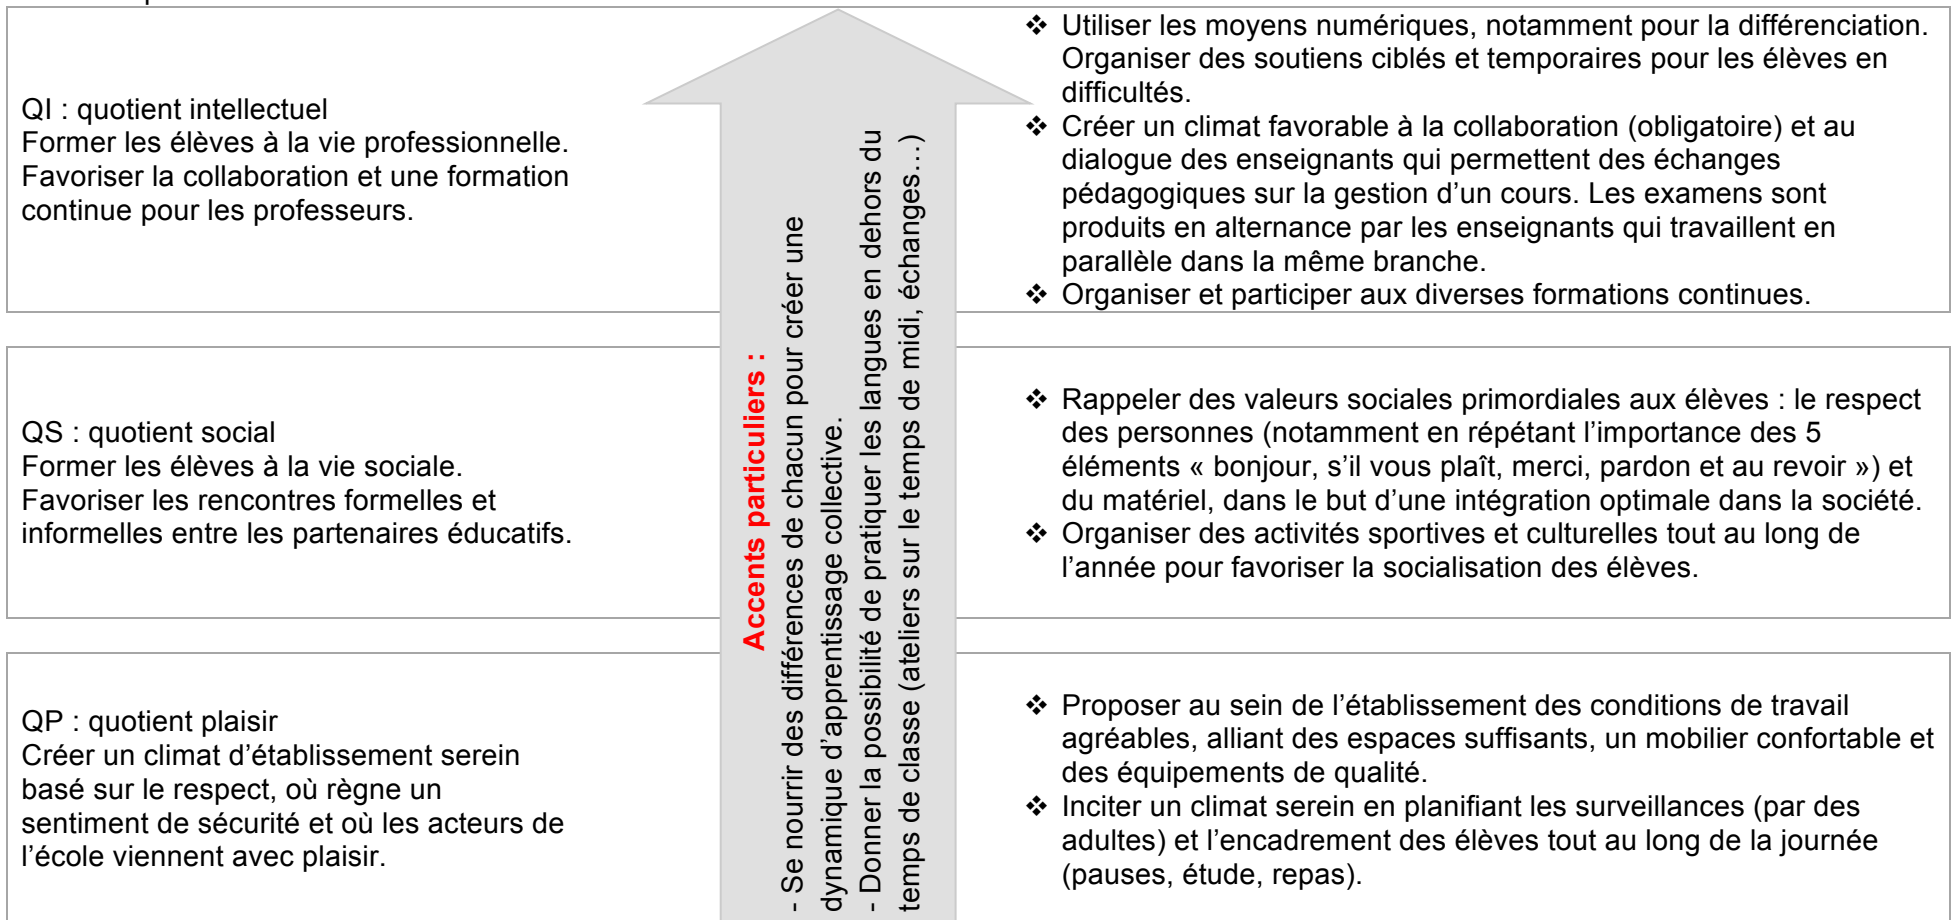 QI : quotient intellectuel
Former les élèves à la vie professionnelle.
Favoriser la collaboration et une formation
continue pour les professeurs.
❖ Utiliser les moyens numériques, notamment pour la différenciation.
Organiser des soutiens ciblés et temporaires pour les élèves en
difficultés.
❖ Créer un climat favorable à la collaboration (obligatoire) et au
dialogue des enseignants qui permettent des échanges
pédagogiques sur la gestion d’un cours. Les examens sont
produits en alternance par les enseignants qui travaillent en
parallèle dans la même branche.
❖ Organiser et participer aux diverses formations continues.
Accents particuliers :
- Se nourrir des différences de chacun pour créer une
dynamique d’apprentissage collective.
- Donner la possibilité de pratiquer les langues en dehors du
temps de classe (ateliers sur le temps de midi, échanges…)
QS : quotient social
Former les élèves à la vie sociale.
Favoriser les rencontres formelles et
informelles entre les partenaires éducatifs.
❖ Rappeler des valeurs sociales primordiales aux élèves : le respect
des personnes (notamment en répétant l’importance des 5
éléments « bonjour, s’il vous plaît, merci, pardon et au revoir ») et
du matériel, dans le but d’une intégration optimale dans la société.
❖ Organiser des activités sportives et culturelles tout au long de
l’année pour favoriser la socialisation des élèves.
QP : quotient plaisir
Créer un climat d’établissement serein
basé sur le respect, où règne un
sentiment de sécurité et où les acteurs de
l’école viennent avec plaisir.
❖ Proposer au sein de l’établissement des conditions de travail
agréables, alliant des espaces suffisants, un mobilier confortable et
des équipements de qualité.
❖ Inciter un climat serein en planifiant les surveillances (par des
adultes) et l’encadrement des élèves tout au long de la journée
(pauses, étude, repas).